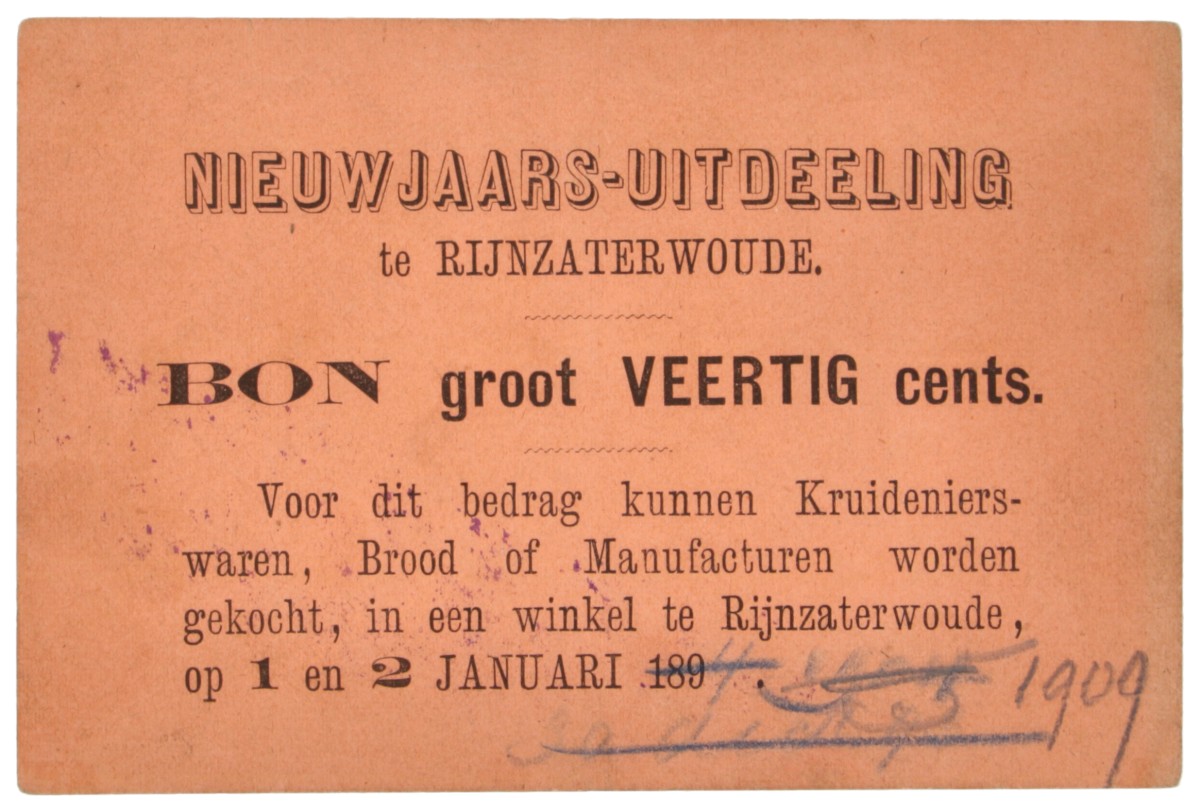 NIEUWJAARS-UITDEELING
te RIJNZATERWOUDE.
BON groot VEERTIG cents.
Voor dit bedrag kunnen Kruideniers-
waren, Brood of Manufacturen worden
gekocht, in een winkel te Rijnzaterwoude,
op 1 en 2 JANUARI 1894 . 1909